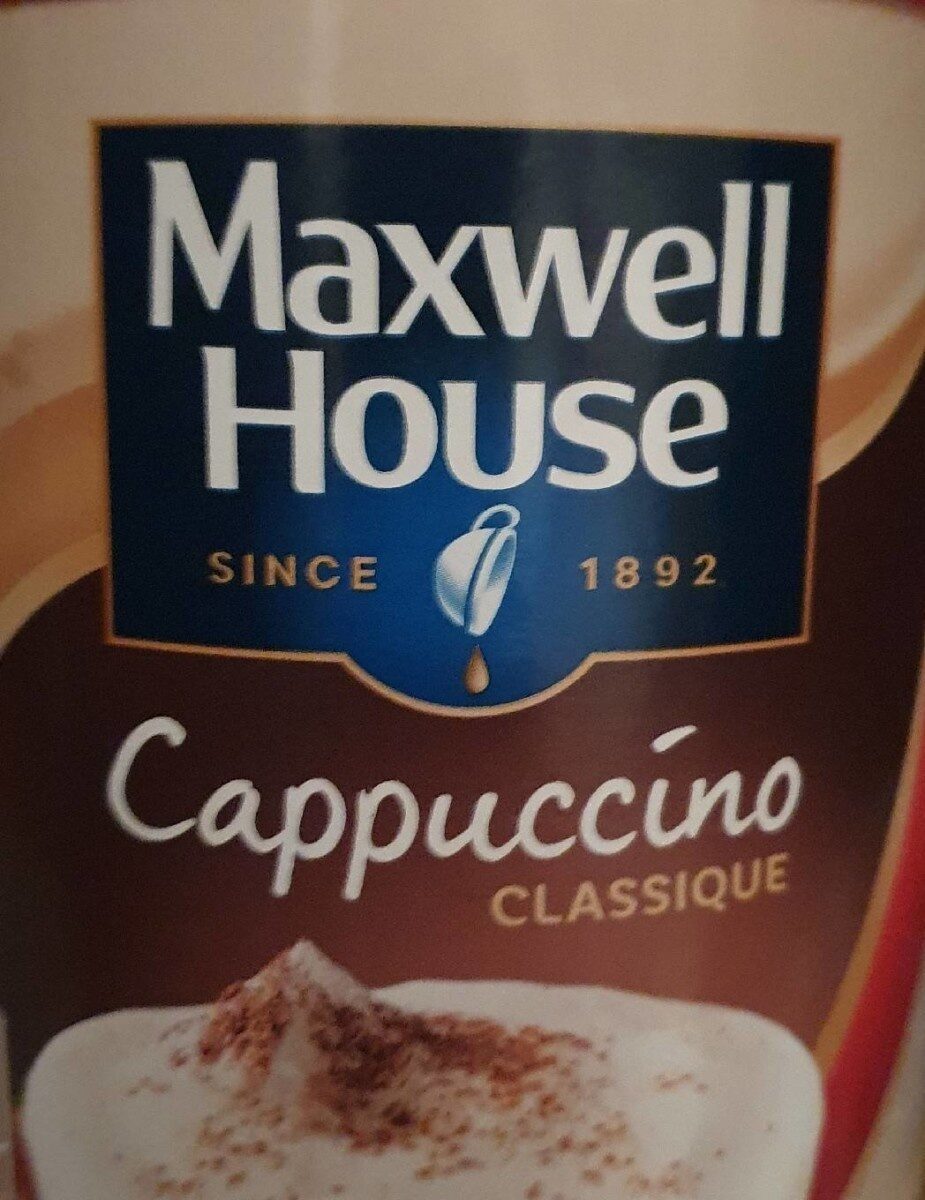 Maxwell
House
SINCE 1892
Cappuccino
CLASSIQUE